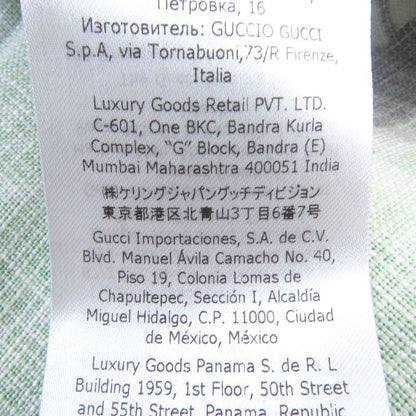 Петровка, 16
Изготовитель: GUCCIO GUCCI
S.p.A, via Tornabuoni,73/R Firenze,
Italia
Luxury Goods Retail PVT. LTD.
C-601, One BKC, Bandra Kurla
Complex, "G" Block, Bandra (E)
Mumbai Maharashtra 400051 India
㈱ケリングジャパングッチディビジョン
東京都港区北青山3丁目6番7号
Gucci Importaciones, S.A. de C.V.
Blvd. Manuel Ávila Camacho No. 40,
Piso 19, Colonia Lomas de
Chapultepec, Sección I, Alcaldía
Miguel Hidalgo, C.P. 11000, Ciudad
de México, México
Luxury Goods Panama S. de R. L
Building 1959, 1st Floor, 50th Street
and 55th Street, Panama, Republic